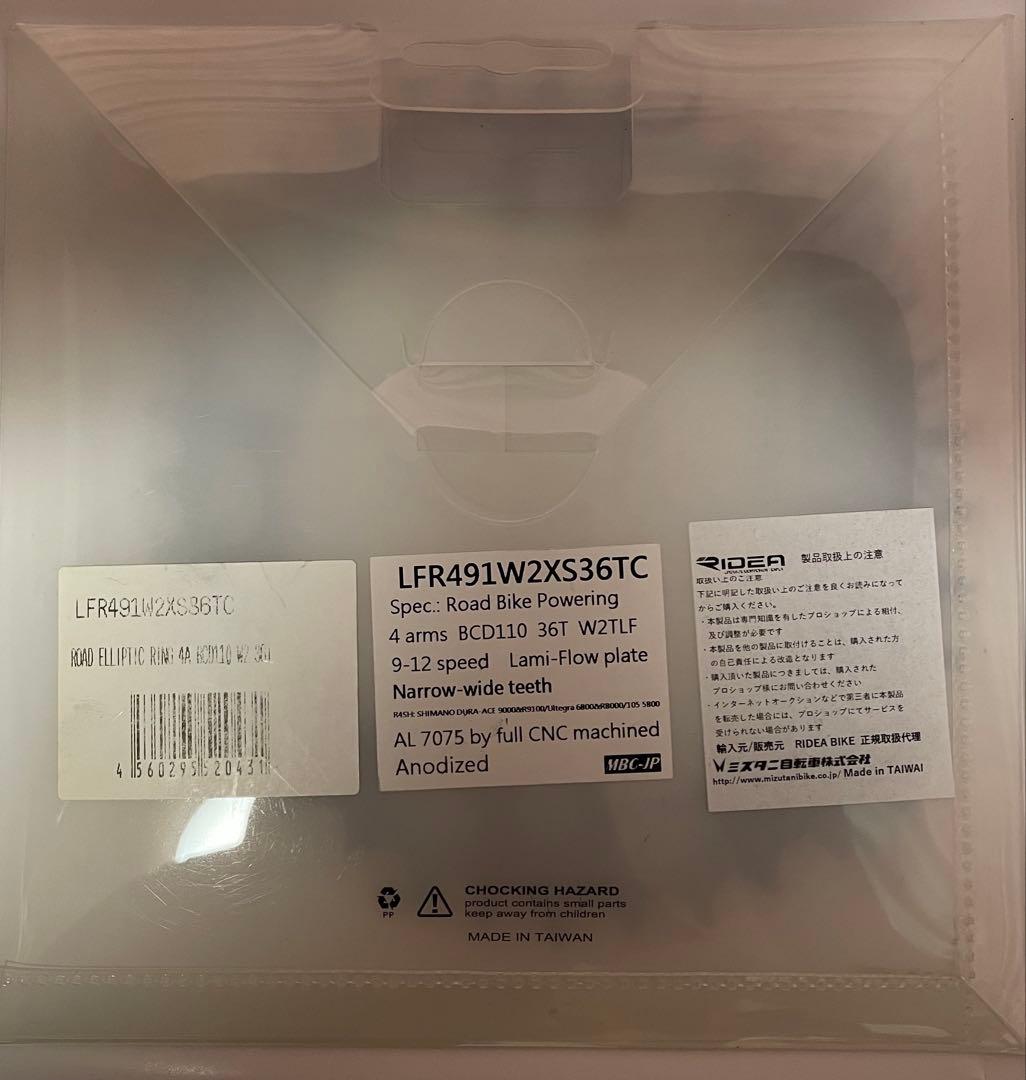 LFR491W2XS36TC
ROAD ELLIPTIC RING 4A BCD110 W2 36T
4 560295 520431
LFR491W2XS36TC
Spec.: Road Bike Powering
4 arms BCD110 36T W2TLF
9-12 speed Lami-Flow plate
Narrow-wide teeth
R4SH: SHIMANO DURA-ACE 9000&R9100/Ultegra 6800&R8000/105 5800
AL 7075 by full CNC machined
Anodized
MBC-JP
RIDEA 製品取扱上の注意
取扱い上のご注意
下記に明記した取扱い上のご注意を良くお読みになって
からご購入ください。
・本製品は専門知識を有したプロショップによる組付、
及び調整が必要です
・本製品を他の製品に取付けることは、購入された方
の自己責任による改造となります
・購入頂いた製品につきましては、購入された
プロショップ様にお問い合わせください
・インターネットオークションなどで第三者に本製品
を転売した場合には、プロショップにてサービスを
受けられない場合があります
輸入元/販売元 RIDEA BIKE 正規取扱代理
ミズタニ自転車株式会社
http://www.mizutanibike.co.jp/ Made in TAIWAI
PP
CHOCKING HAZARD
product contains small parts
keep away from children
MADE IN TAIWAN